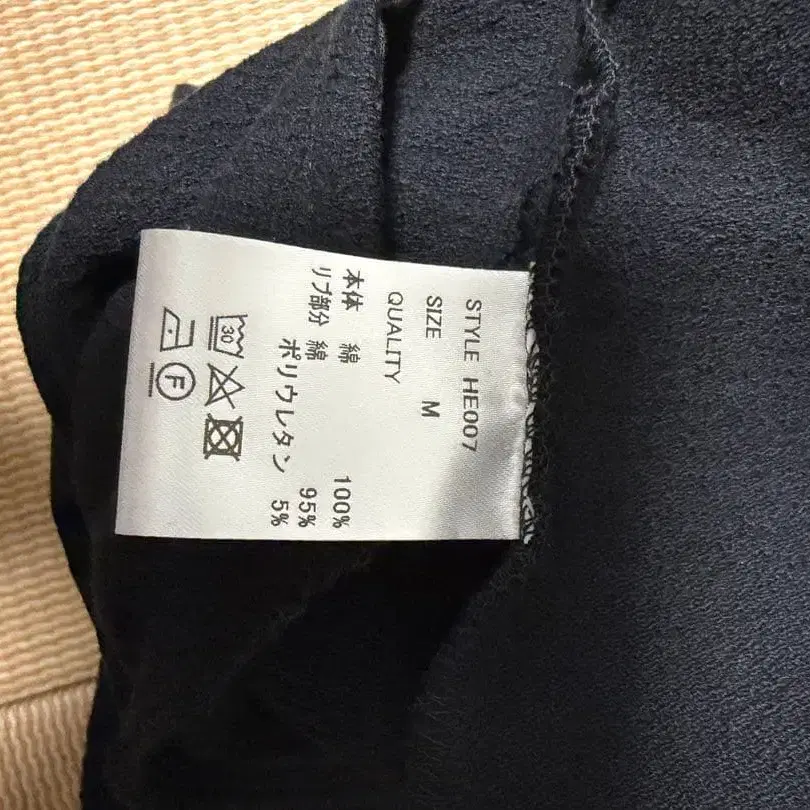 STYLE HE007
SIZE M
QUALITY
本体 綿 100%
リブ部分 綿 95%
ポリウレタン 5%
30
F